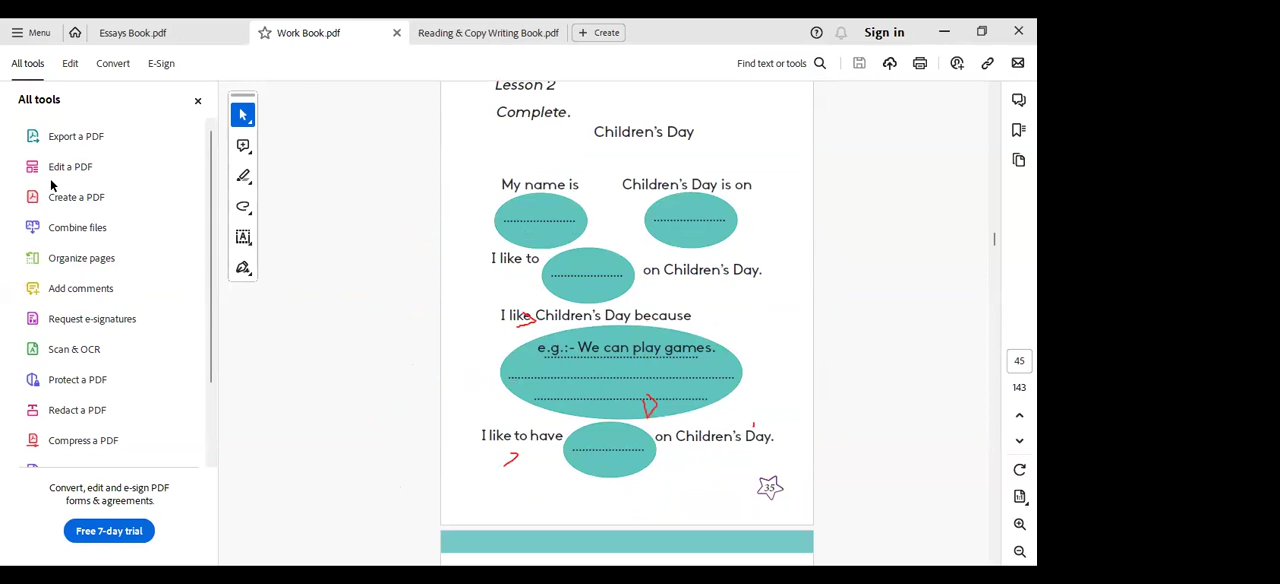 Menu
Essays Book.pdf
Work Book.pdf
Reading & Copy Writing Book.pdf
+ Create
Sign in
All tools
Edit
Convert
E-Sign
Find text or tools
All tools
Export a PDF
Edit a PDF
Create a PDF
Combine files
Organize pages
Add comments
Request e-signatures
Scan & OCR
Protect a PDF
Redact a PDF
Compress a PDF
Convert, edit and e-sign PDF
forms & agreements.
Free 7-day trial
Lesson 2
Complete.
Children's Day
My name is
Children's Day is on
I like to
on Children's Day.
I like Children's Day because
e.g.:- We can play games.
I like to have
on Children's Day.
35
45
143